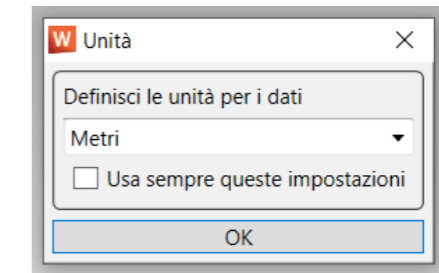 W Unità
Definisci le unità per i dati
Metri
Usa sempre queste impostazioni
OK